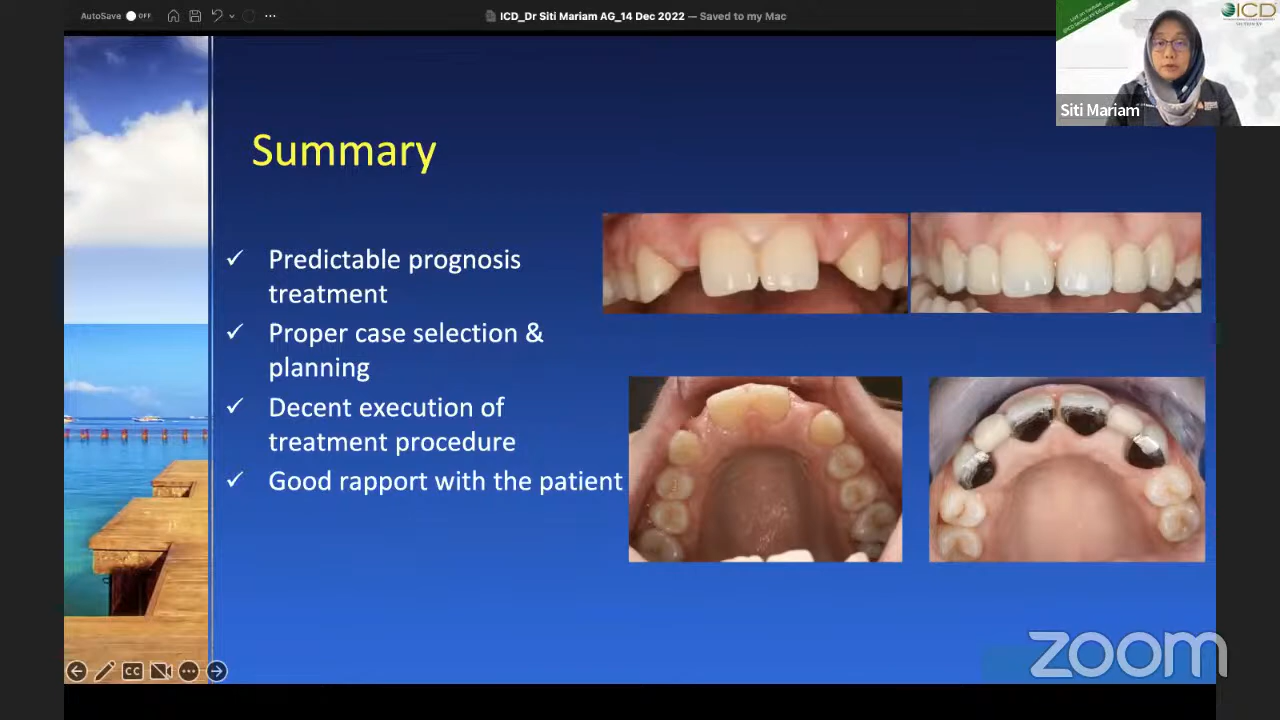 AutoSave OFF
ICD_Dr Siti Mariam AG_14 Dec 2022 — Saved to my Mac
ICD
Siti Mariam
Summary
✓ Predictable prognosis
treatment
✓ Proper case selection &
planning
✓ Decent execution of
treatment procedure
✓ Good rapport with the patient
CC
zoom